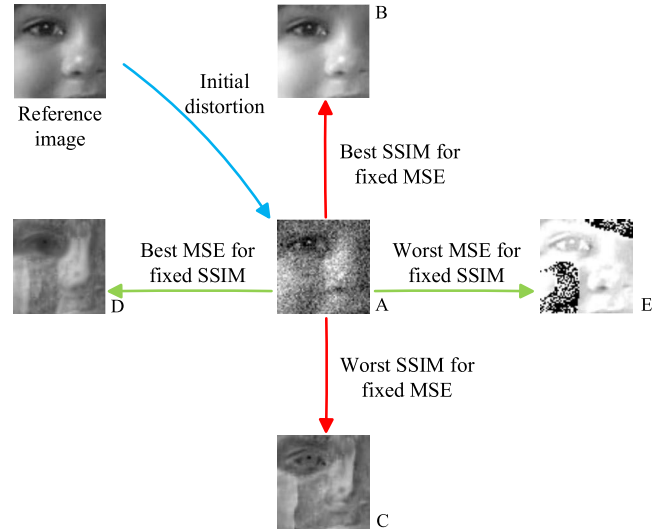 B
Initial
distortion
Reference
image
Best SSIM for
fixed MSE
Best MSE for
fixed SSIM
Worst MSE for
fixed SSIM
D
A
E
Worst SSIM for
fixed MSE
C